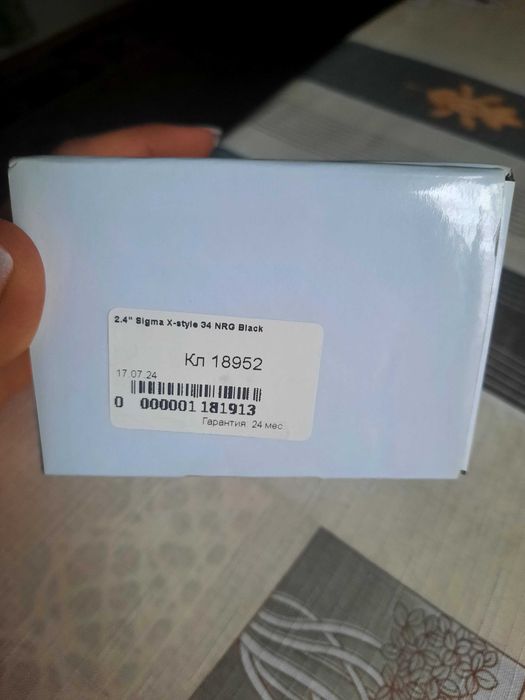 2.4" Sigma X-style 34 NRG Black
Кл 18952
17.07.24
0 000001 181913
Гарантия 24 мес